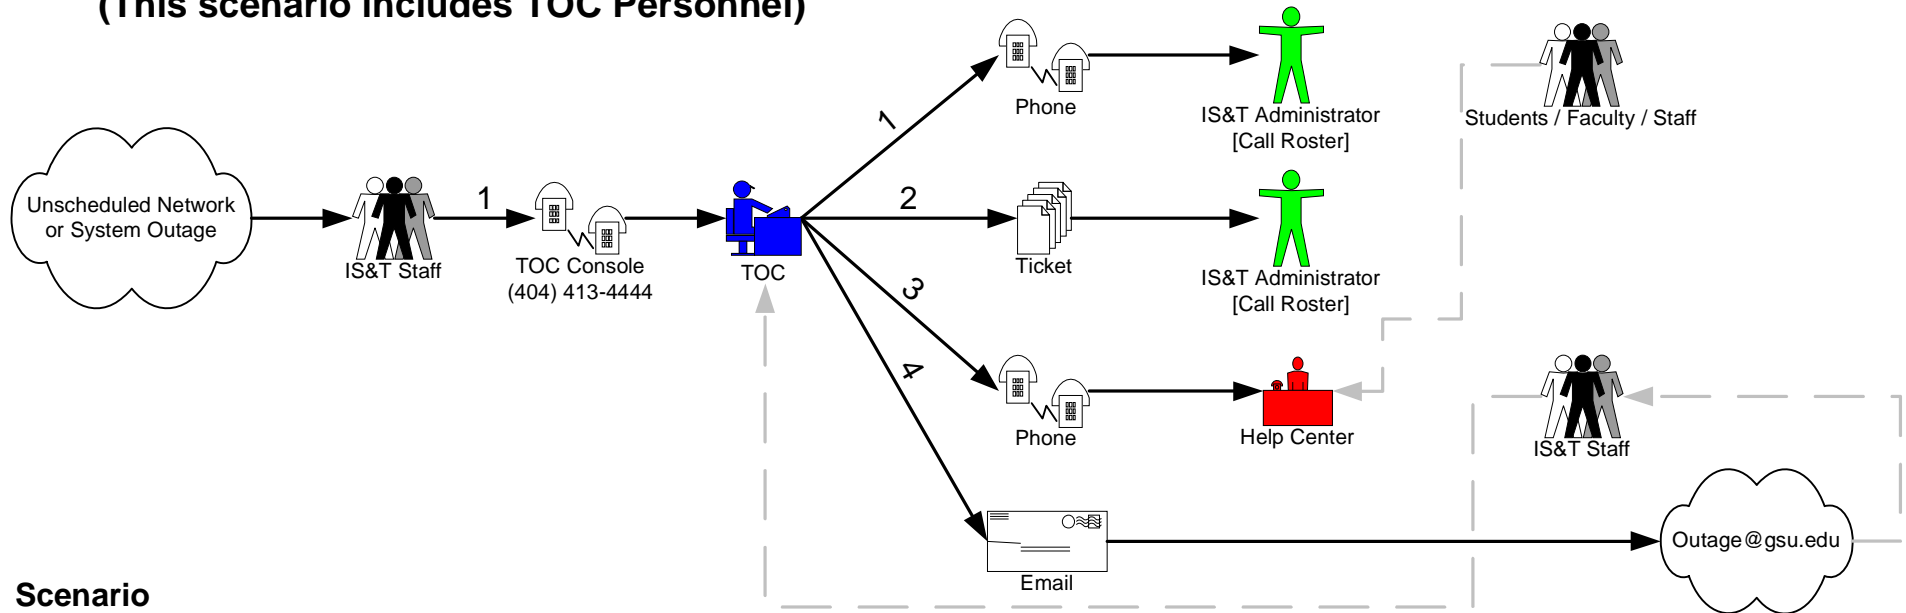 (This scenario includes TOC Personnel)
Phone
IS&T Administrator
[Call Roster]
Students / Faculty / Staff
1
Unscheduled Network
or System Outage
IS&T Staff
1
TOC Console
(404) 413-4444
TOC
2
Ticket
IS&T Administrator
[Call Roster]
3
Phone
Help Center
IS&T Staff
4
Email
Outage@gsu.edu
Scenario